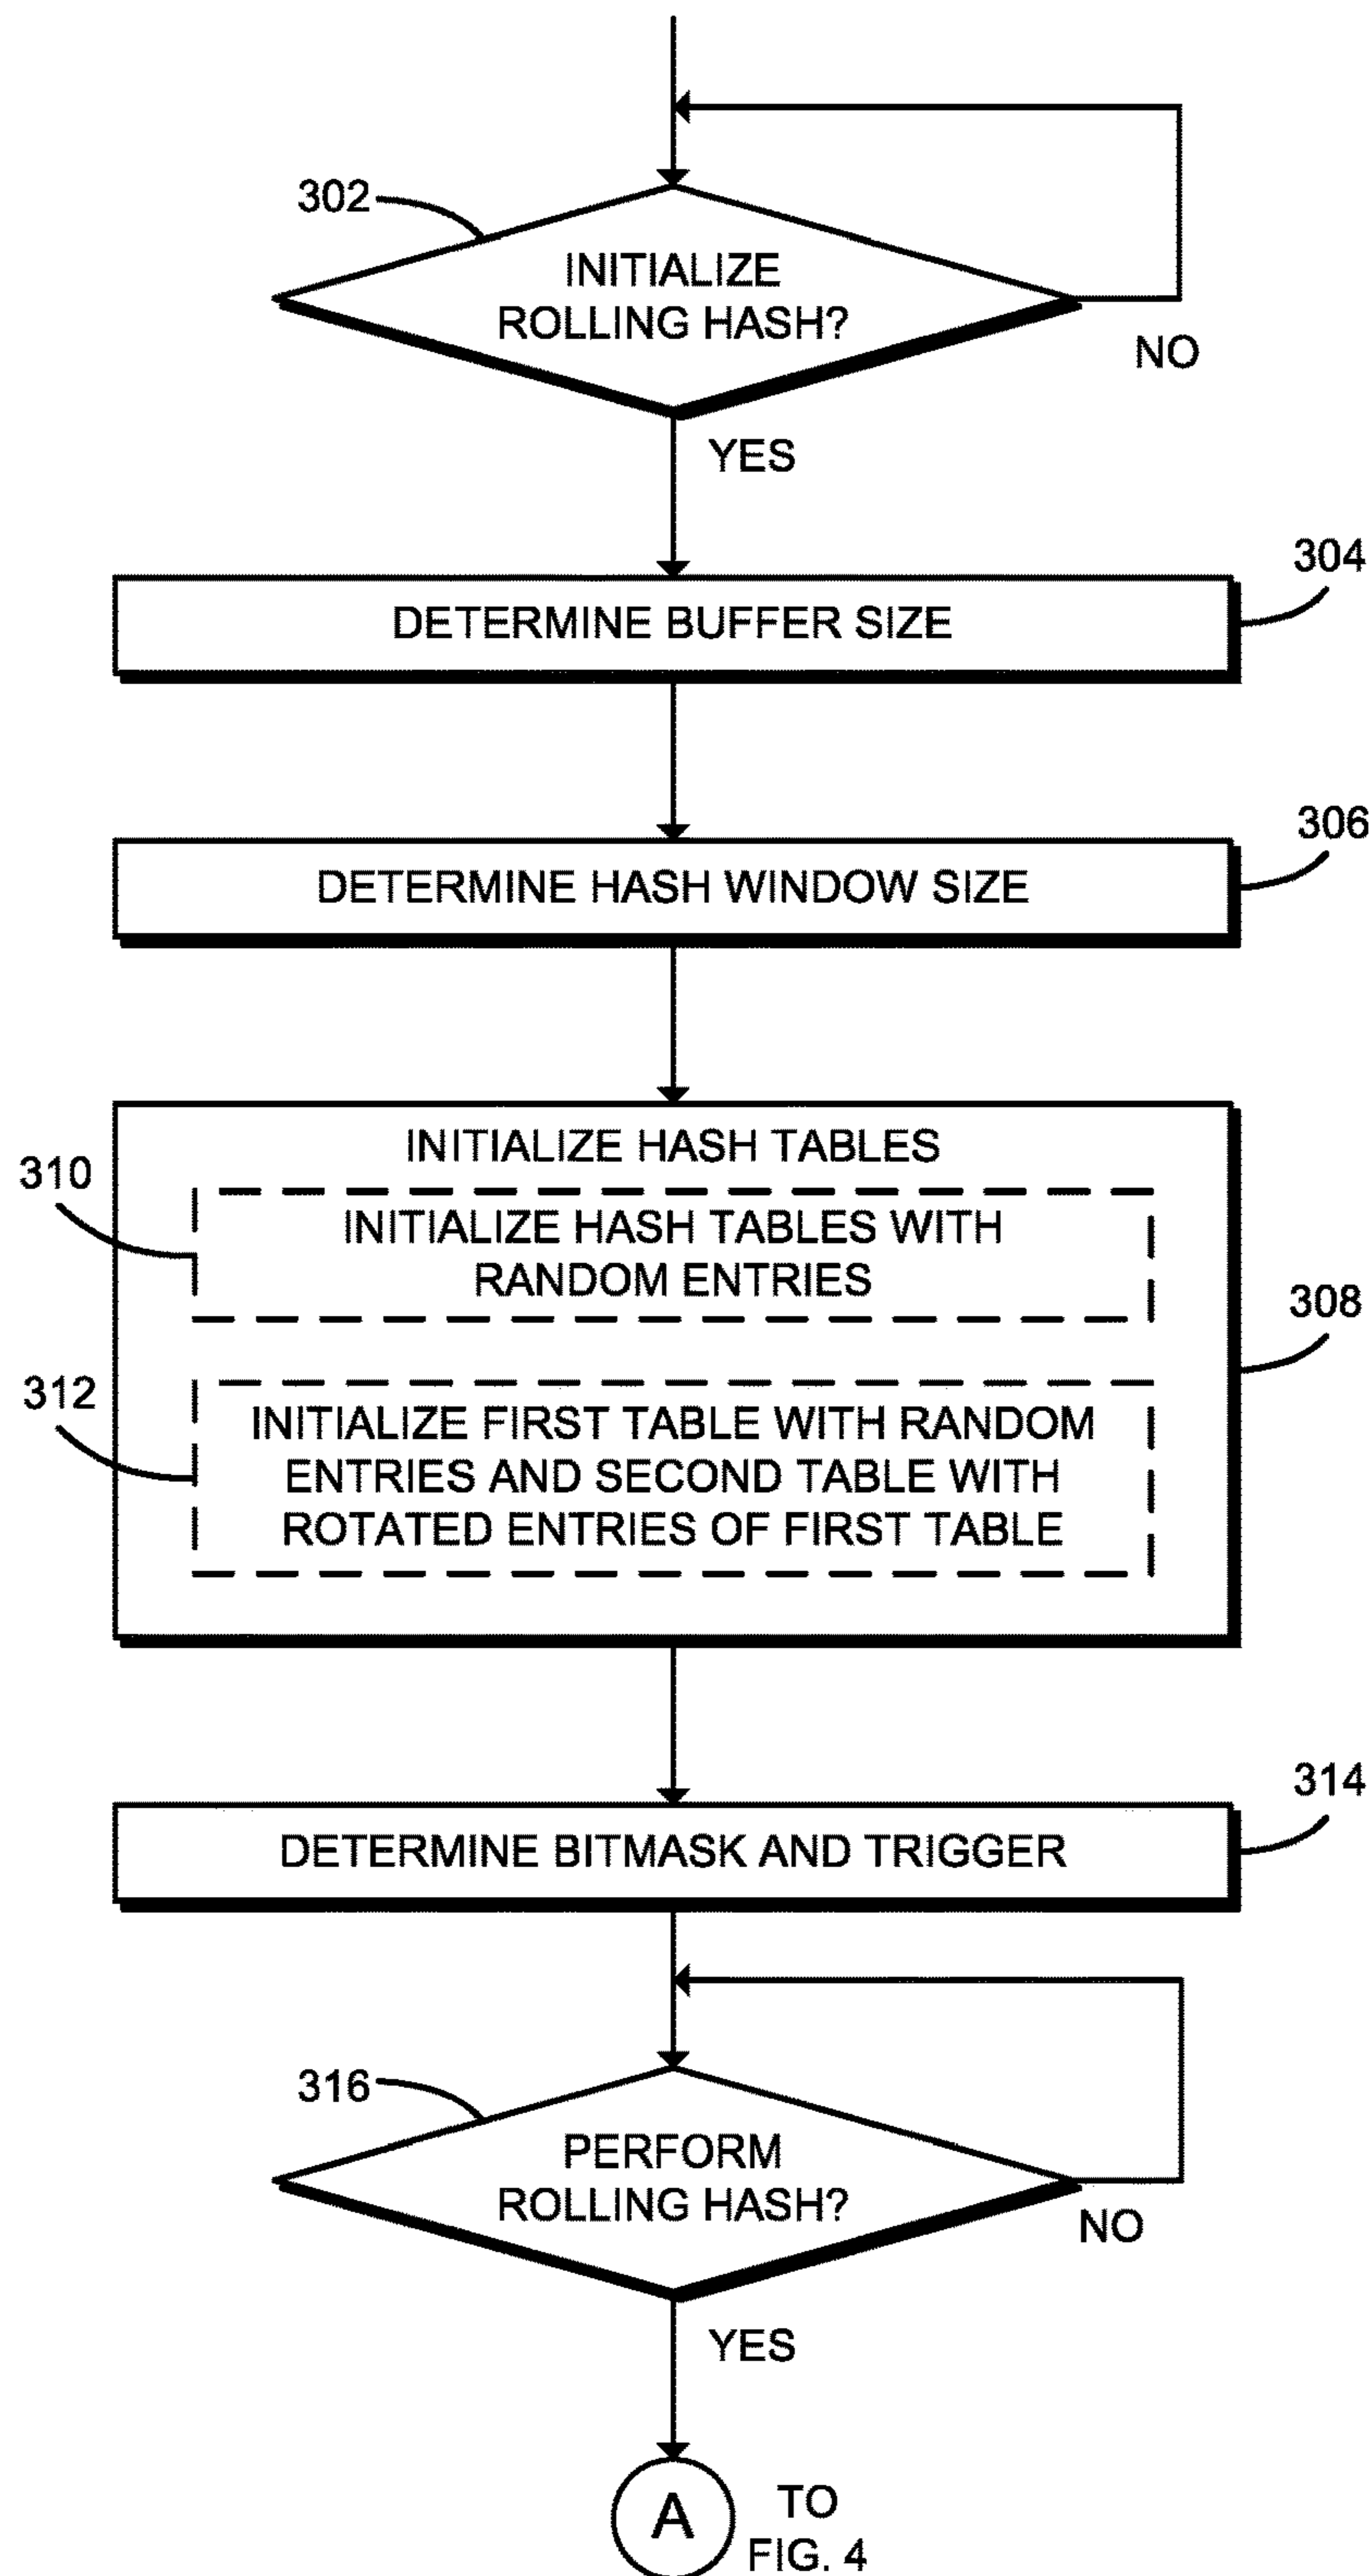 302
INITIALIZE
ROLLING HASH?
NO
YES
304
DETERMINE BUFFER SIZE
306
DETERMINE HASH WINDOW SIZE
INITIALIZE HASH TABLES
310
INITIALIZE HASH TABLES WITH
RANDOM ENTRIES
308
312
INITIALIZE FIRST TABLE WITH RANDOM
ENTRIES AND SECOND TABLE WITH
ROTATED ENTRIES OF FIRST TABLE
314
DETERMINE BITMASK AND TRIGGER
316
PERFORM
ROLLING HASH?
NO
YES
A
TO
FIG. 4